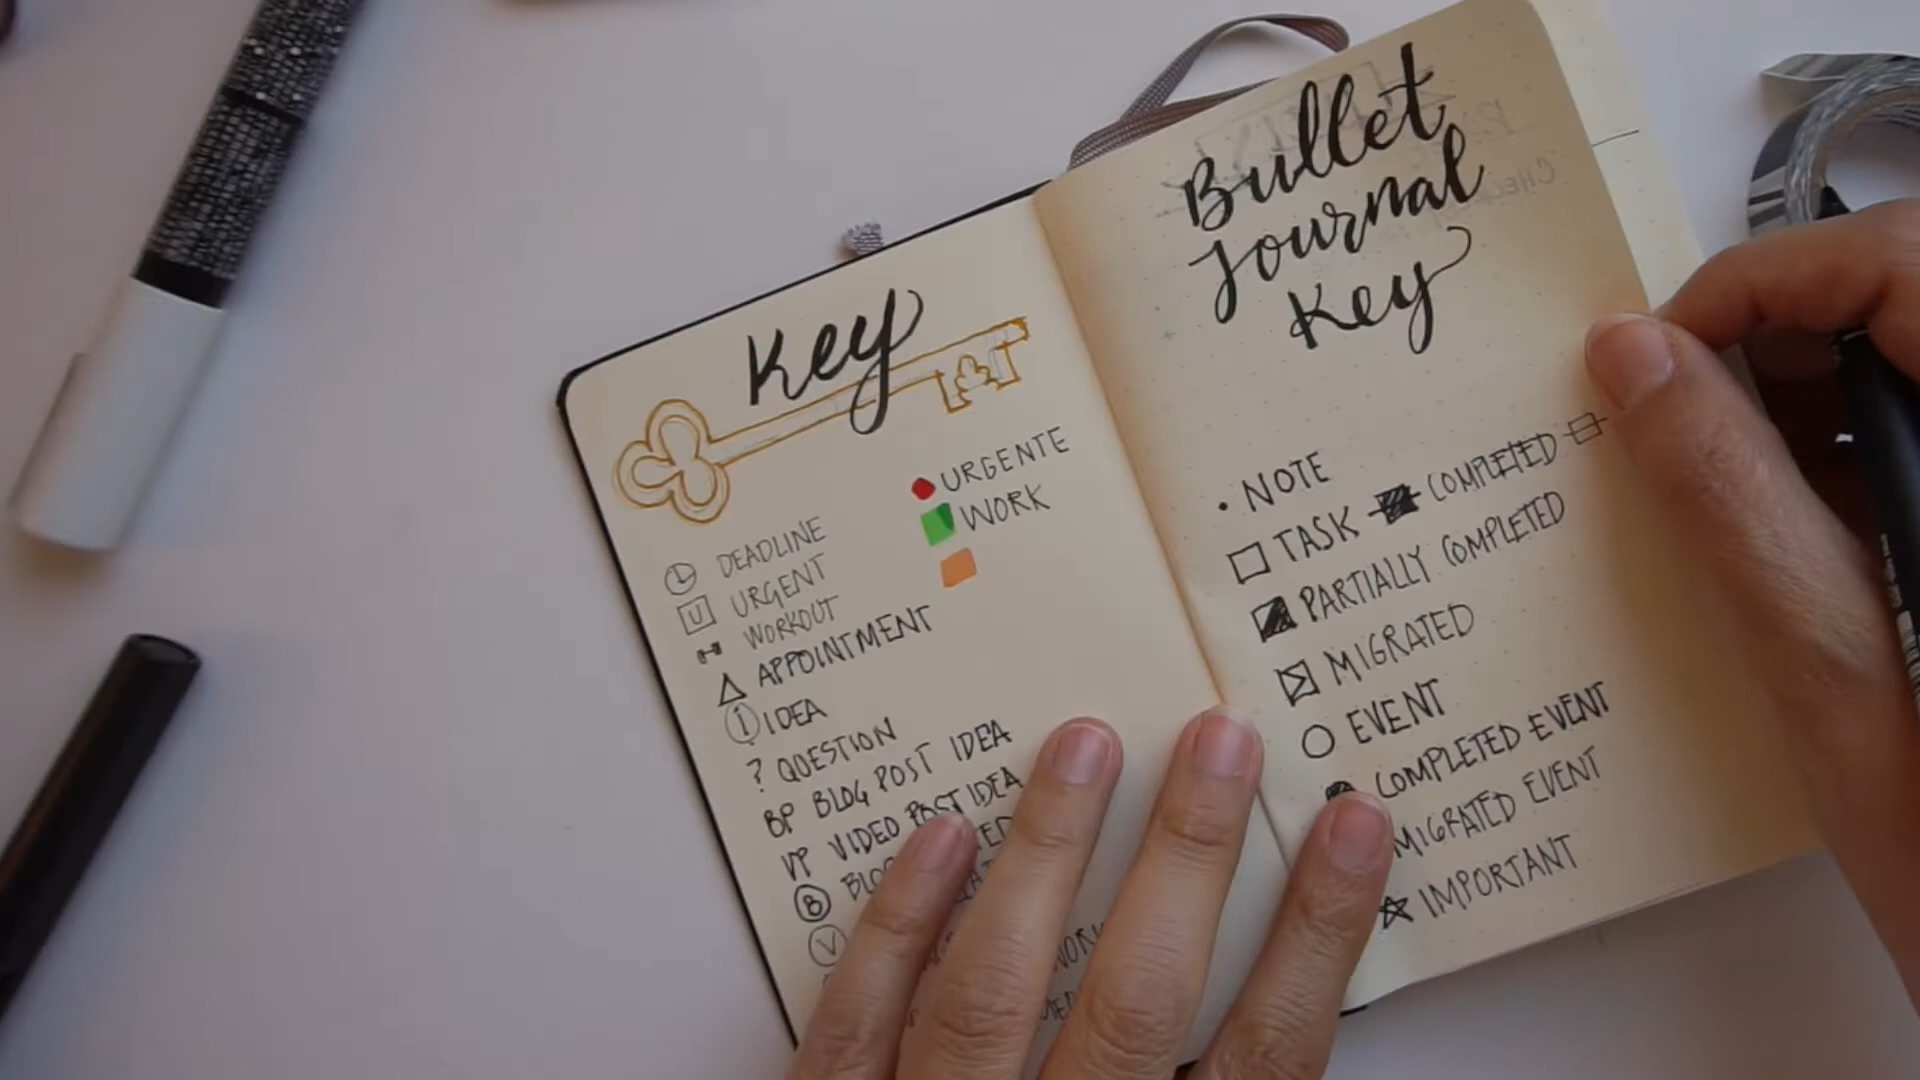 Key
URGENTE
WORK
DEADLINE
U URGENT
WORKOUT
APPOINTMENT
i IDEA
? QUESTION
BP BLOG POST IDEA
VP VIDEO POST IDEA
B
V
Bullet
Journal
Key
• NOTE
TASK COMPLETED
PARTIALLY COMPLETED
MIGRATED
EVENT
COMPLETED EVENT
MIGRATED EVENT
IMPORTANT